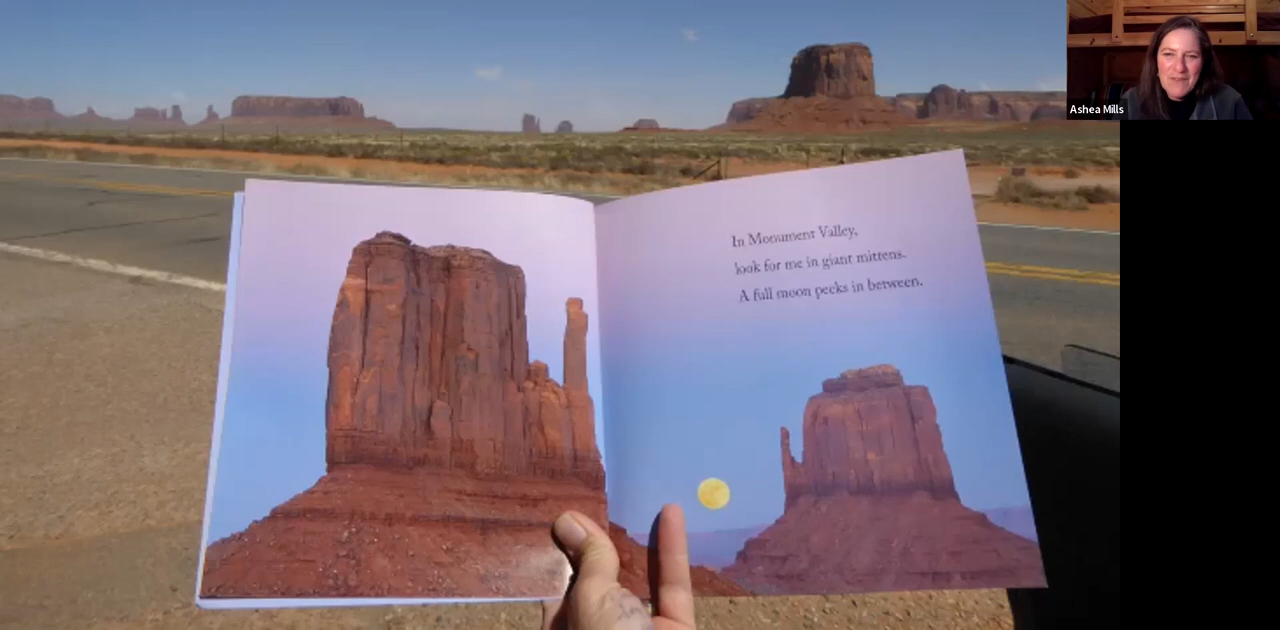 Ashea Mills
In Monument Valley,
look for me in giant mittens.
A full moon peeks in between.